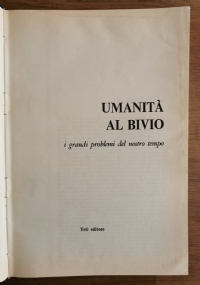 UMANITÀ
AL BIVIO
i grandi problemi del nostro tempo
Teti editore